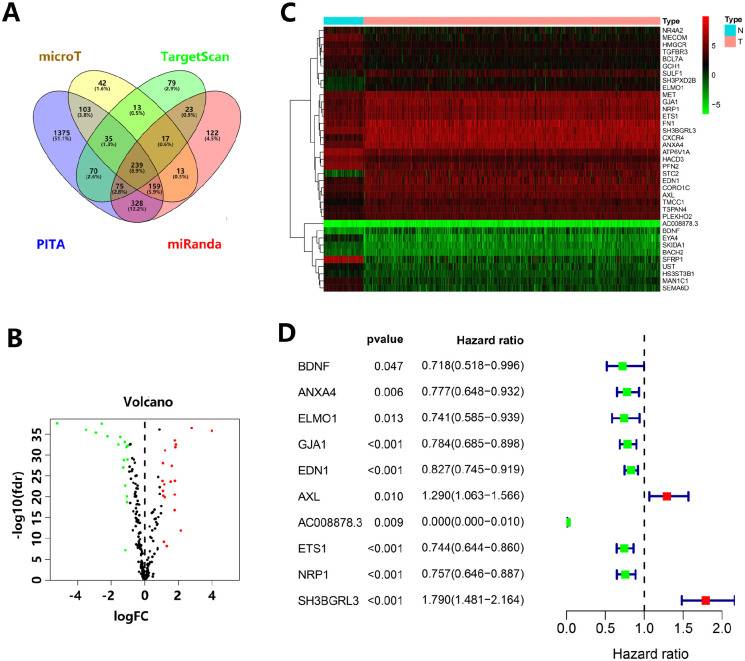 A
microT
TargetScan
42
(1.6%)
79
(2.9%)
103
(3.8%)
13
(0.5%)
23
(0.9%)
1375
(51.1%)
35
(1.3%)
17
(0.6%)
122
(4.5%)
239
(8.9%)
70
(2.6%)
13
(0.5%)
75
(2.8%)
159
(5.9%)
328
(12.2%)
PITA
miRanda
B
Volcano
-log10(fdr)
35
30
25
20
15
10
5
0
-4
-2
0
2
4
logFC
C
Type
NR4A2
MECOM
HMGCR
TGFBR3
BCL7A
GCH1
SULF1
SH3PXD2B
ELMO1
MET
GJA1
NRP1
ETS1
FN1
SH3BGRL3
CXCR4
ANXA4
ATP6V1A
HACD3
PFN2
STC2
EDN1
CORO1C
AXL
TMCC1
TSPAN4
PLEKHO2
AC008878.3
BDNF
EYA4
SKIDA1
BACH2
SFRP1
UST
HS3ST3B1
MAN1C1
SEMA6D
5
0
-5
Type
N
T
D
pvalue Hazard ratio
BDNF 0.047 0.718(0.518−0.996)
ANXA4 0.006 0.777(0.648−0.932)
ELMO1 0.013 0.741(0.585−0.939)
GJA1 <0.001 0.784(0.685−0.898)
EDN1 <0.001 0.827(0.745−0.919)
AXL 0.010 1.290(1.063−1.566)
AC008878.3 0.009 0.000(0.000−0.010)
ETS1 <0.001 0.744(0.644−0.860)
NRP1 <0.001 0.757(0.646−0.887)
SH3BGRL3 <0.001 1.790(1.481−2.164)
0.0 0.5 1.0 1.5 2.0
Hazard ratio